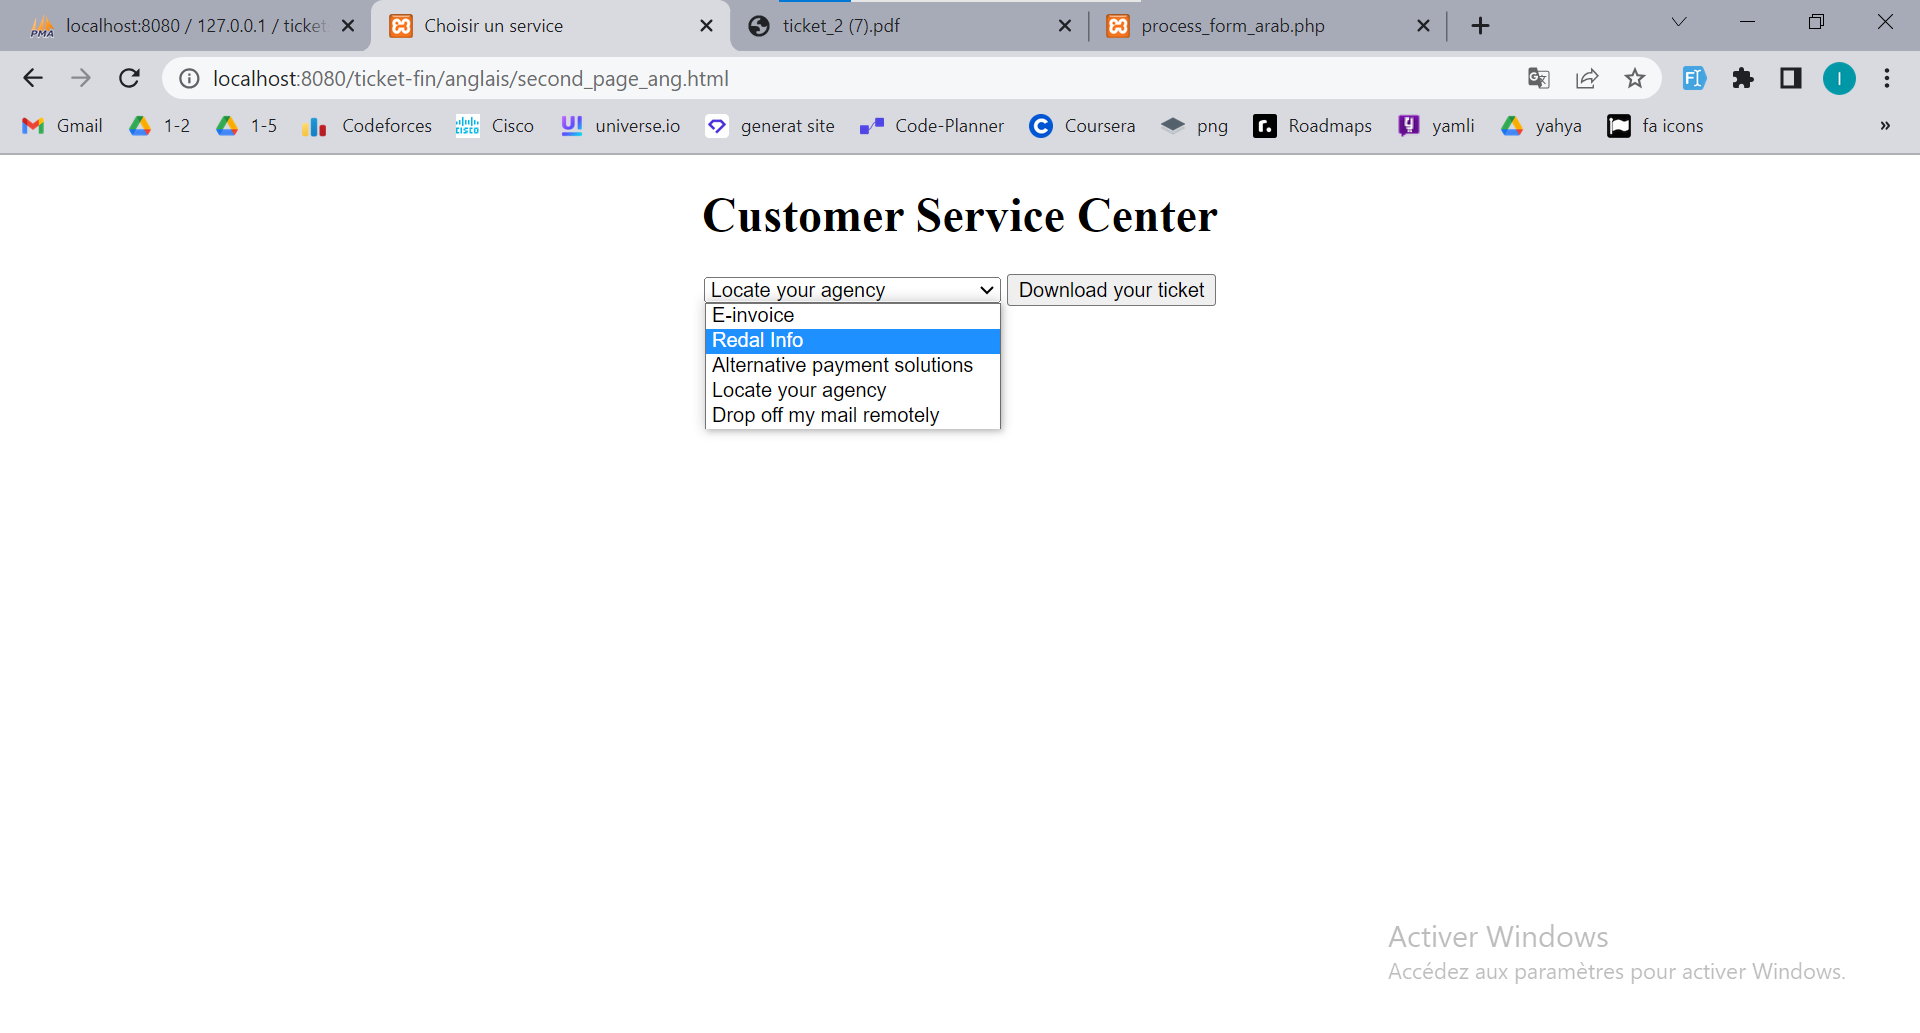 localhost:8080 / 127.0.0.1 / ticket
Choisir un service
ticket_2 (7).pdf
process_form_arab.php
localhost:8080/ticket-fin/anglais/second_page_ang.html
I
Gmail
1-2
1-5
Codeforces
Cisco
universe.io
generat site
Code-Planner
Coursera
png
Roadmaps
yamli
yahya
fa icons
»
Customer Service Center
Locate your agency
Download your ticket
E-invoice
Redal Info
Alternative payment solutions
Locate your agency
Drop off my mail remotely
Activer Windows
Accédez aux paramètres pour activer Windows.